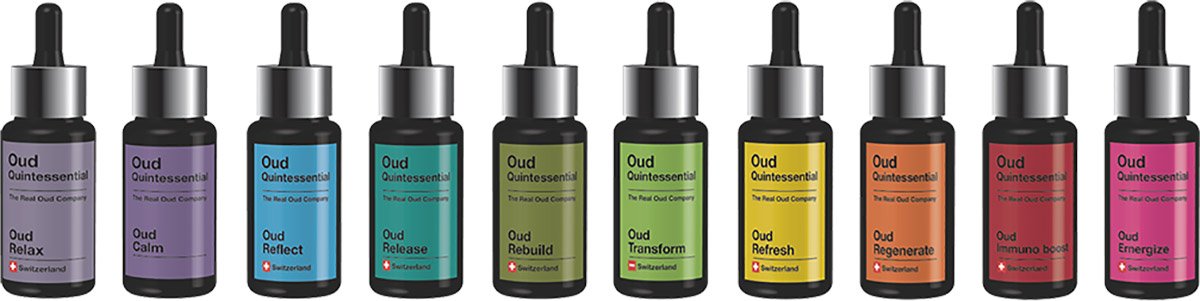 Oud
Quintessential
The Real Oud Company
Oud
Relax
Switzerland
Oud
Quintessential
The Real Oud Company
Oud
Calm
Oud
Quintessential
The Real Oud Company
Oud
Reflect
Switzerland
Oud
Quintessential
The Real Oud Company
Oud
Release
Switzerland
Oud
Quintessential
The Real Oud Company
Oud
Rebuild
Switzerland
Oud
Quintessential
The Real Oud Company
Oud
Transform
Switzerland
Oud
Quintessential
The Real Oud Company
Oud
Refresh
Switzerland
Oud
Quintessential
The Real Oud Company
Oud
Regenerate
Switzerland
Oud
Quintessential
The Real Oud Company
Oud
Immuno boost
Switzerland
Oud
Quintessential
The Real Oud Company
Oud
Ernergize
Switzerland